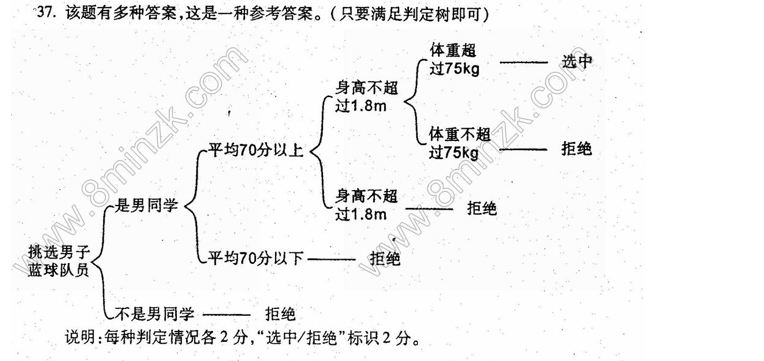 37. 该题有多种答案,这是一种参考答案。(只要满足判定树即可)
体重超
过75kg —— 选中
身高不超
过1.8m
体重不超
过75kg —— 拒绝
平均70分以上
身高不超
过1.8m —— 拒绝
是男同学
挑选男子
蓝球队员
平均70分以下 —— 拒绝
不是男同学 —— 拒绝
说明:每种判定情况各2分,“选中/拒绝”标识2分。
www.8minzk.com
www.8minzk.com